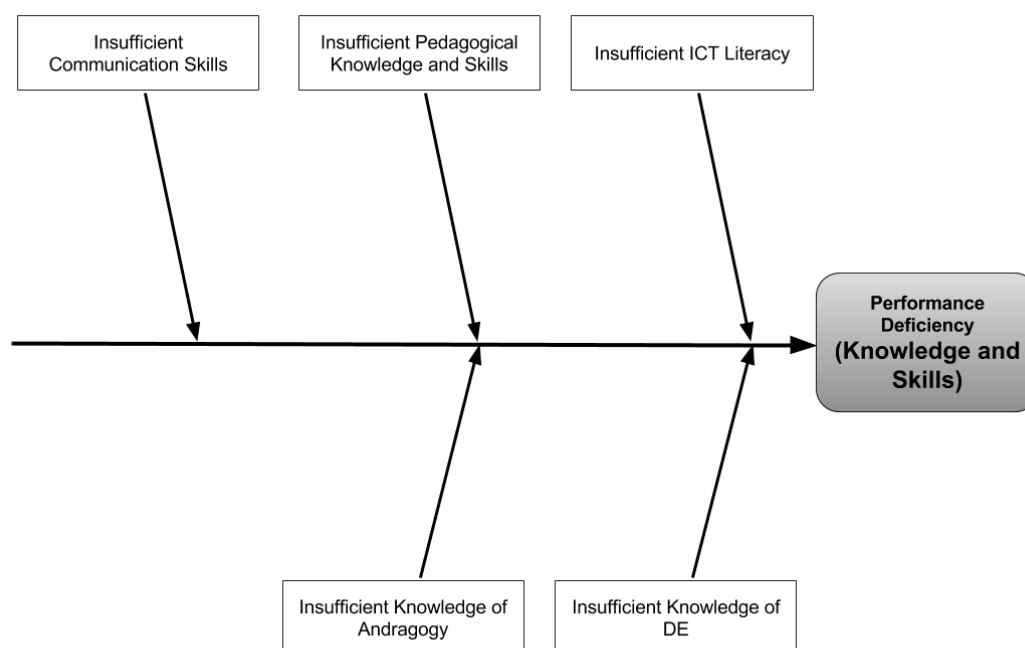 Insufficient
Communication Skills
Insufficient Pedagogical
Knowledge and Skills
Insufficient ICT Literacy
Performance
Deficiency
(Knowledge and
Skills)
Insufficient Knowledge of
Andragogy
Insufficient Knowledge of
DE